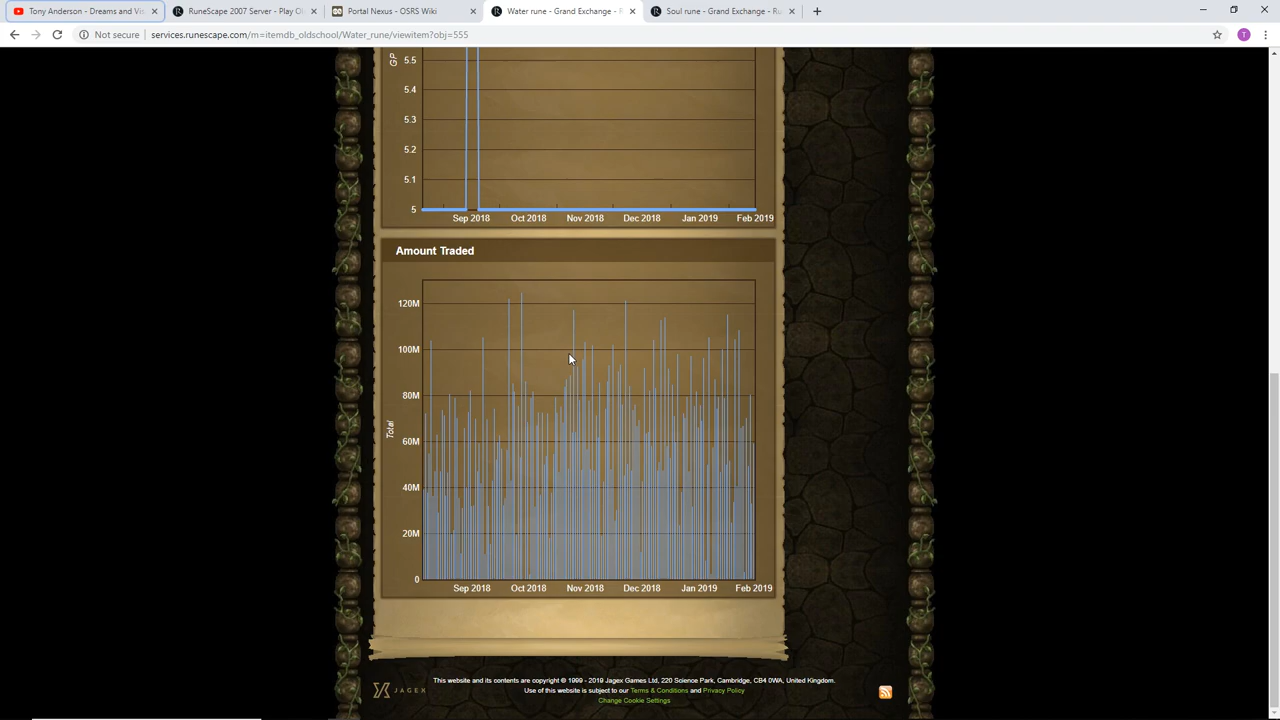 Tony Anderson - Dreams and Vis
RuneScape 2007 Server - Play Ol
Portal Nexus - OSRS Wiki
Water rune - Grand Exchange - R
Soul rune - Grand Exchange - Ru
Not secure | services.runescape.com/m=itemdb_oldschool/Water_rune/viewitem?obj=555
T
GP
5.5
5.4
5.3
5.2
5.1
5
Sep 2018 Oct 2018 Nov 2018 Dec 2018 Jan 2019 Feb 2019
Amount Traded
Total
120M
100M
80M
60M
40M
20M
0
Sep 2018 Oct 2018 Nov 2018 Dec 2018 Jan 2019 Feb 2019
JAGEX
This website and its contents are copyright © 1999 - 2019 Jagex Games Ltd, 220 Science Park, Cambridge, CB4 0WA, United Kingdom.
Use of this website is subject to our Terms & Conditions and Privacy Policy
Change Cookie Settings